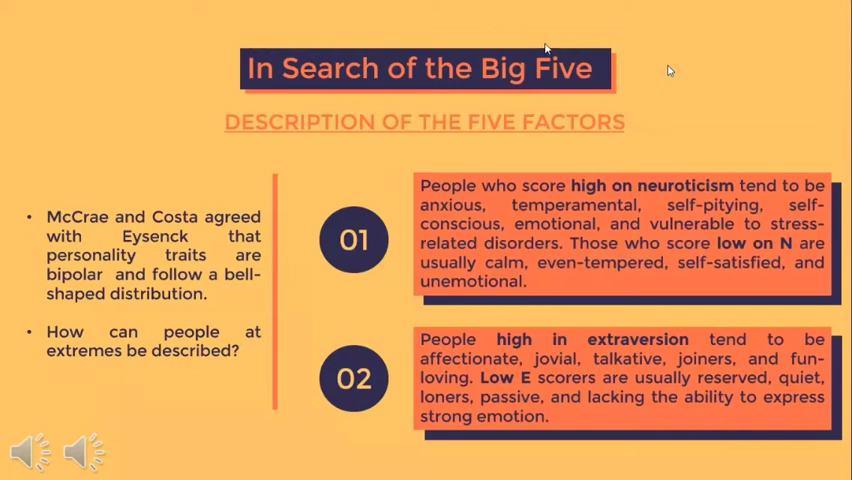 In Search of the Big Five
DESCRIPTION OF THE FIVE FACTORS
• McCrae and Costa agreed
with Eysenck that
personality traits are
bipolar and follow a bell-
shaped distribution.
• How can people at
extremes be described?
01
People who score high on neuroticism tend to be
anxious, temperamental, self-pitying, self-
conscious, emotional, and vulnerable to stress-
related disorders. Those who score low on N are
usually calm, even-tempered, self-satisfied, and
unemotional.
02
People high in extraversion tend to be
affectionate, jovial, talkative, joiners, and fun-
loving. Low E scorers are usually reserved, quiet,
loners, passive, and lacking the ability to express
strong emotion.